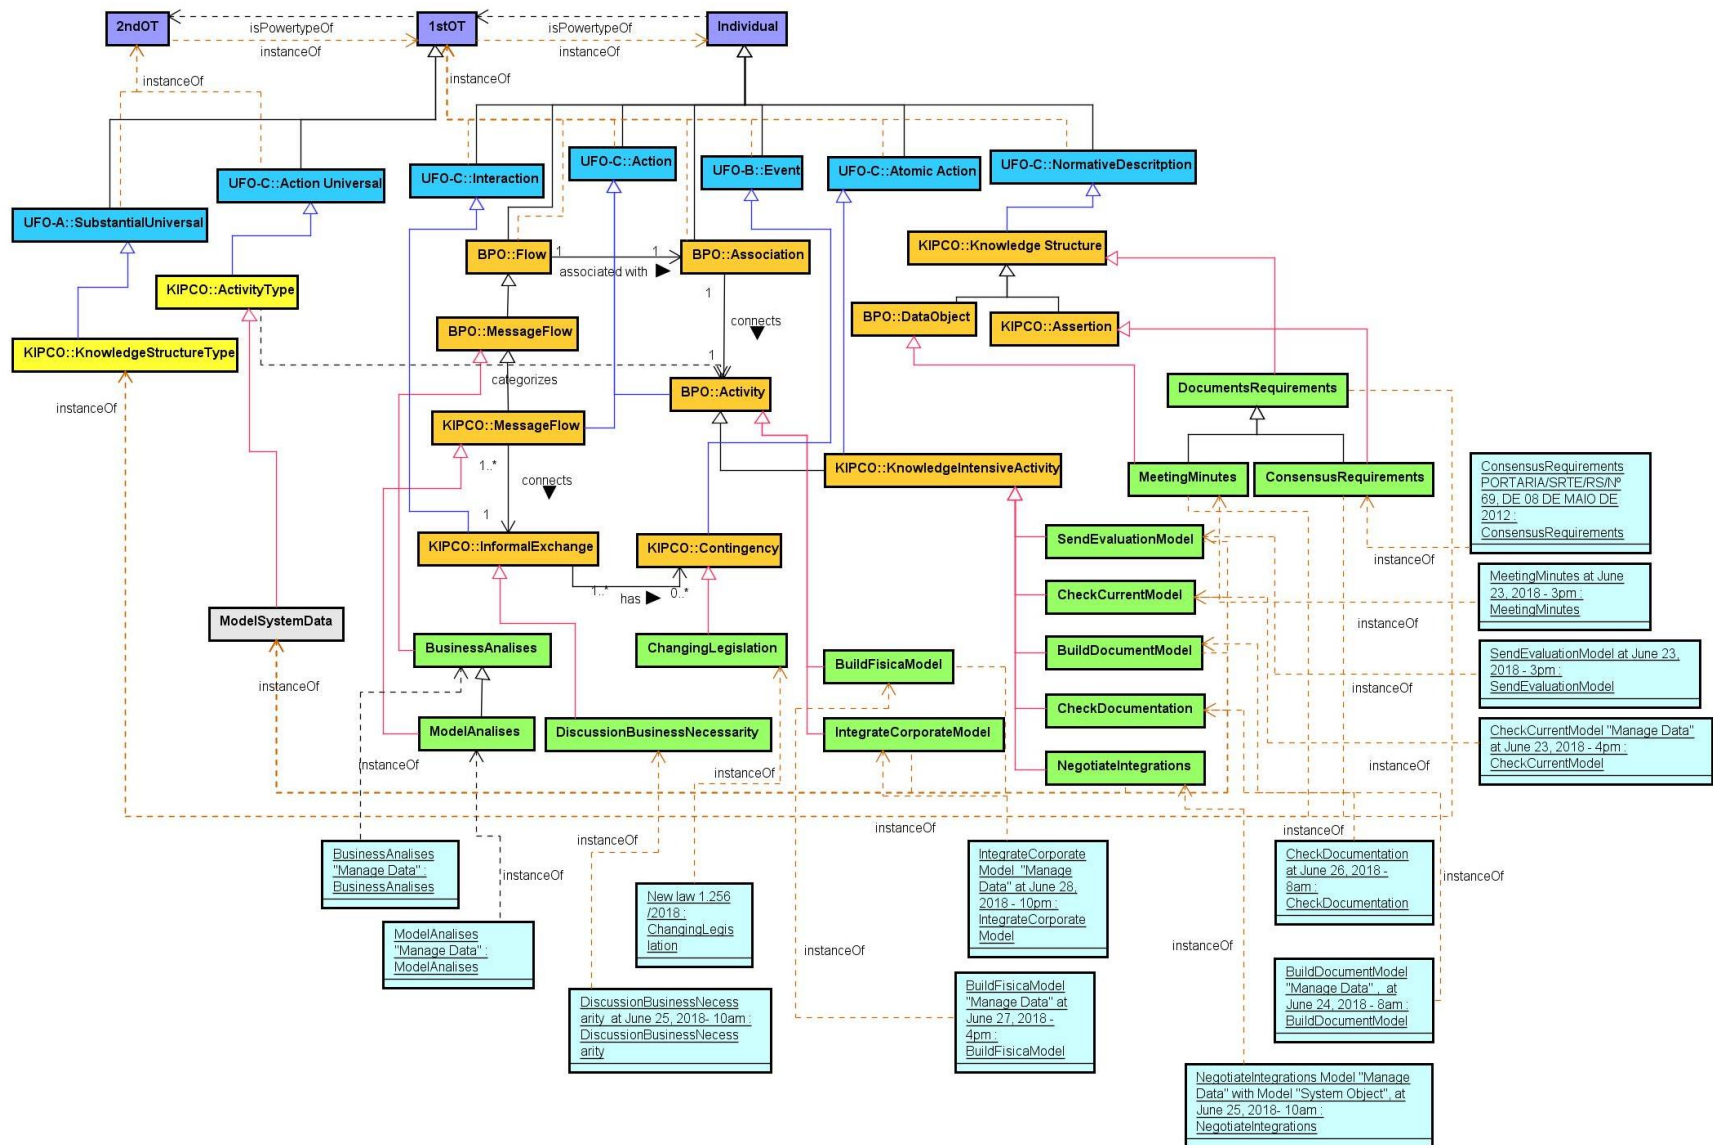 2ndOT
1stOT
Individual
isPowertypeOf
isPowertypeOf
instanceOf
instanceOf
instanceOf
instanceOf
UFO-C::Action
UFO-C::NormativeDescritption
UFO-C::Interaction
UFO-B::Event
UFO-C::Atomic Action
UFO-C::Action Universal
UFO-A::SubstantialUniversal
KIPCO::Knowledge Structure
BPO::Flow
1
1
BPO::Association
associated with
KIPCO::ActivityType
1
BPO::DataObject
KIPCO::Assertion
connects
BPO::MessageFlow
KIPCO::KnowledgeStructureType
1
categorizes
BPO::Activity
DocumentsRequirements
instanceOf
KIPCO::MessageFlow
1..*
KIPCO::KnowledgeIntensiveActivity
MeetingMinutes
ConsensusRequirements
connects
ConsensusRequirements
PORTARIA/SRTE/RS/Nº
69, DE 08 DE MAIO DE
2012 :
ConsensusRequirements
1
KIPCO::InformalExchange
KIPCO::Contingency
SendEvaluationModel
instanceOf
1..*
has
0..*
CheckCurrentModel
MeetingMinutes at June
23, 2018 - 3pm :
MeetingMinutes
ModelSystemData
BusinessAnalises
ChangingLegislation
BuildFisicaModel
BuildDocumentModel
SendEvaluationModel at June 23,
2018 - 3pm :
SendEvaluationModel
instanceOf
instanceOf
ModelAnalises
DiscussionBusinessNecessarity
IntegrateCorporateModel
CheckDocumentation
CheckCurrentModel "Manage Data"
at June 23, 2018 - 4pm :
CheckCurrentModel
instanceOf
instanceOf
NegotiateIntegrations
instanceOf
instanceOf
instanceOf
instanceOf
BusinessAnalises
"Manage Data" :
BusinessAnalises
instanceOf
New law 1.256
/2018 :
ChangingLegis
lation
IntegrateCorporate
Model "Manage
Data" at June 28,
2018 - 10pm :
IntegrateCorporate
Model
CheckDocumentation
at June 26, 2018 -
8am :
CheckDocumentation
instanceOf
ModelAnalises
"Manage Data" :
ModelAnalises
instanceOf
instanceOf
DiscussionBusinessNecess
arity at June 25, 2018- 10am :
DiscussionBusinessNecess
arity
BuildFisicaModel
"Manage Data" at
June 27, 2018 -
4pm :
BuildFisicaModel
BuildDocumentModel
"Manage Data" , at
June 24, 2018 - 8am :
BuildDocumentModel
NegotiateIntegrations Model "Manage
Data" with Model "System Object", at
June 25, 2018- 10am :
NegotiateIntegrations